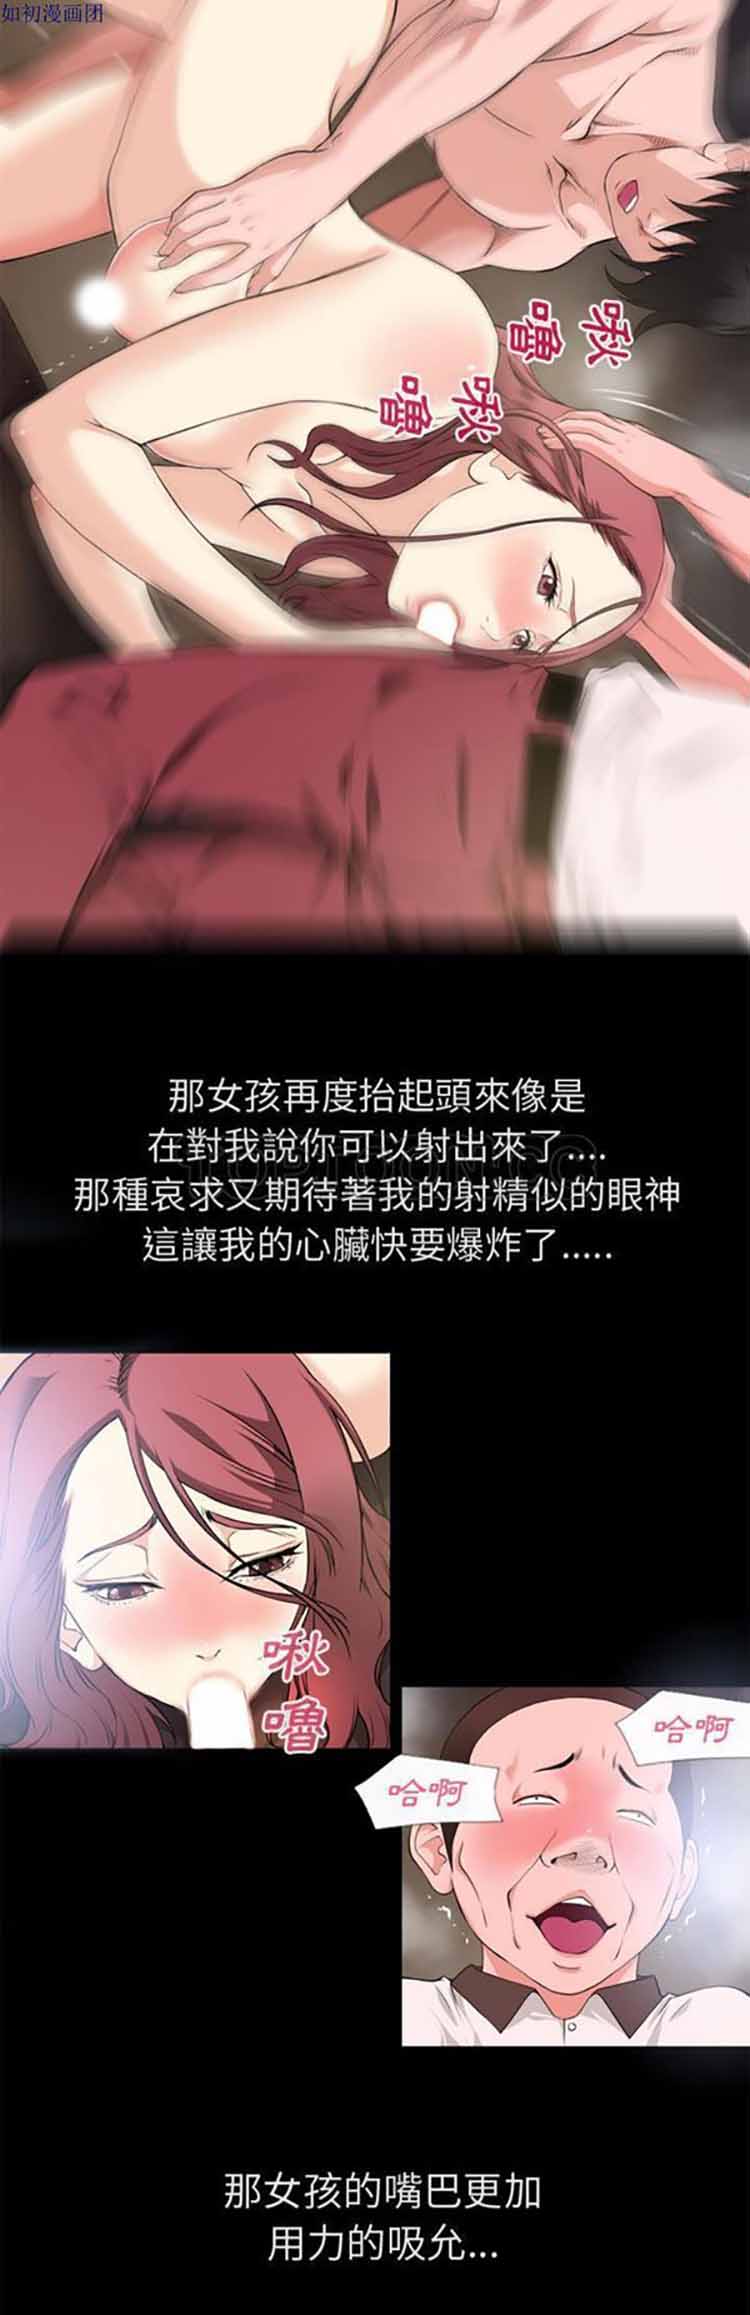 如初漫画团
啾
嚕
啾
嚕
那女孩再度抬起頭來像是
在對我說你可以射出來了....
那種哀求又期待著我的射精似的眼神
這讓我的心臟快要爆炸了.....
啾
嚕
哈啊
哈啊
那女孩的嘴巴更加
用力的吸允...